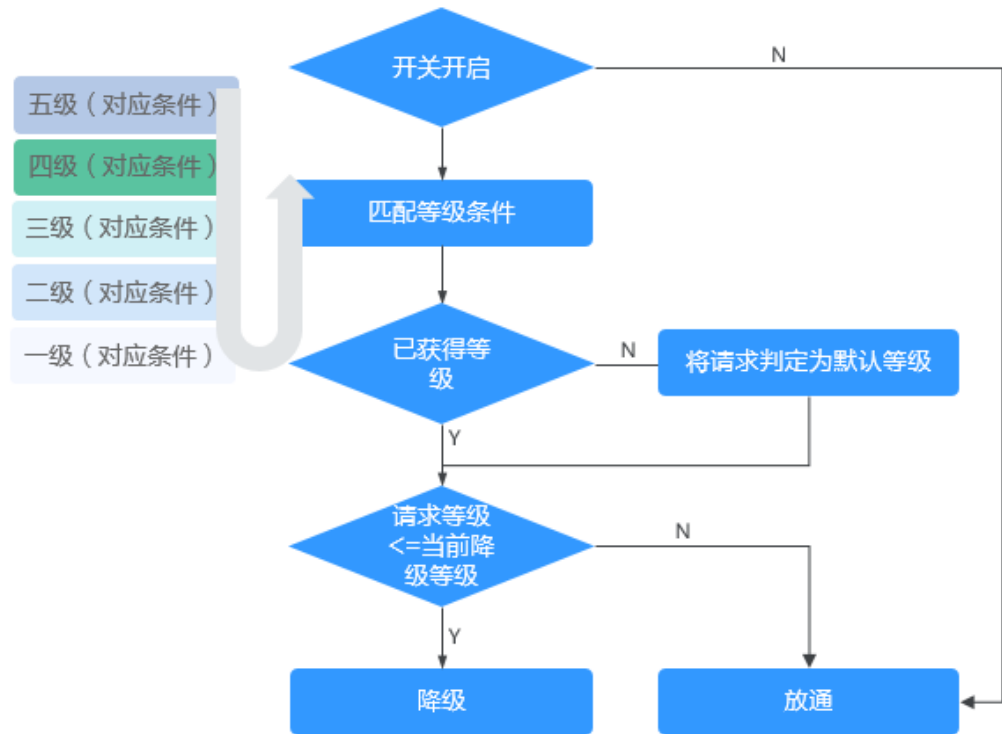 开关开启
N
五级（对应条件）
四级（对应条件）
三级（对应条件）
二级（对应条件）
一级（对应条件）
匹配等级条件
已获得等
级
N
将请求判定为默认等级
Y
请求等级
<=当前降
级等级
N
Y
降级
放通